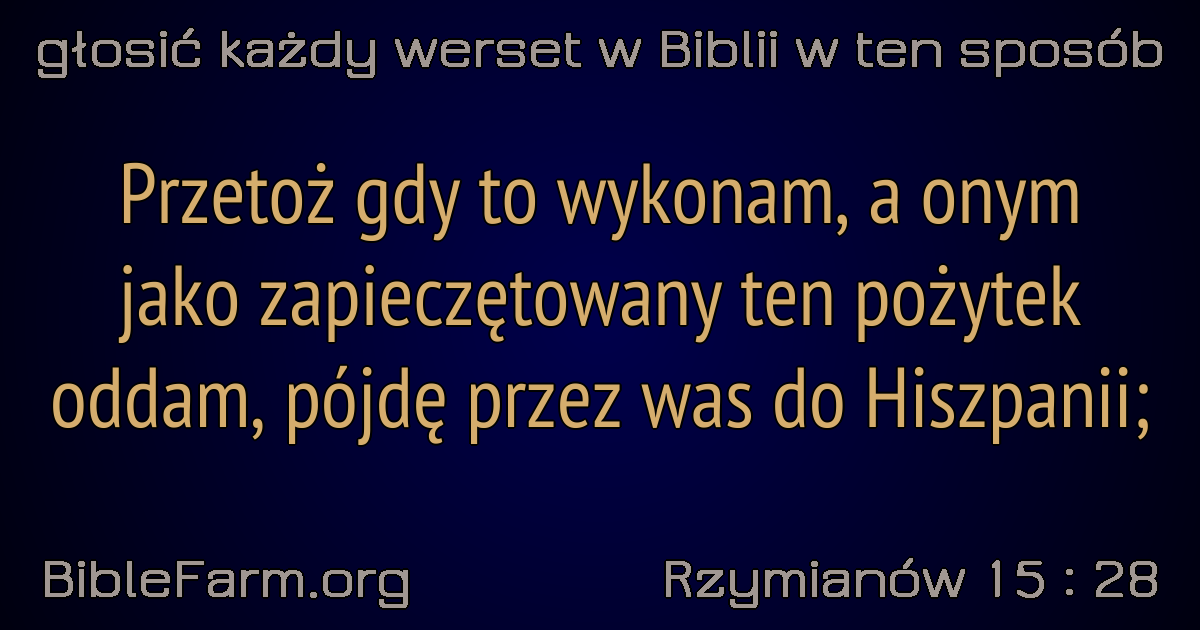 głosić każdy werset w Biblii w ten sposób
Przetoż gdy to wykonam, a onym
jako zapieczętowany ten pożytek
oddam, pójdę przez was do Hiszpanii;
BibleFarm.org
Rzymianów 15 : 28